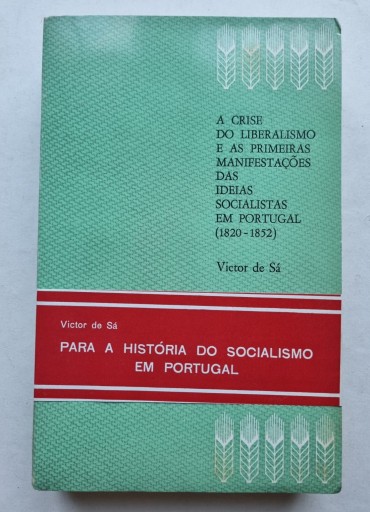 A CRISE
DO LIBERALISMO
E AS PRIMEIRAS
MANIFESTAÇÕES
DAS
IDEIAS
SOCIALISTAS
EM PORTUGAL
(1820-1852)
Victor de Sá
Victor de Sá
PARA A HISTÓRIA DO SOCIALISMO
EM PORTUGAL